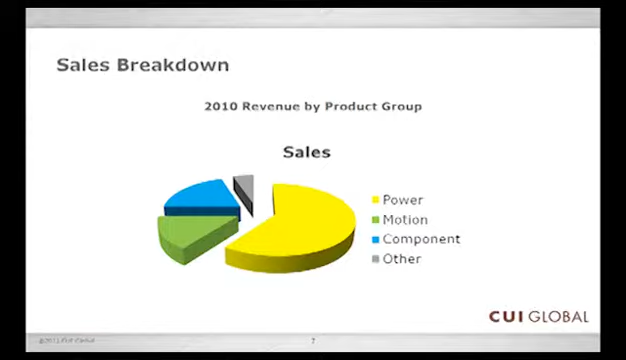 Sales Breakdown
2010 Revenue by Product Group
Sales
Power
Motion
Component
Other
CUI GLOBAL
7